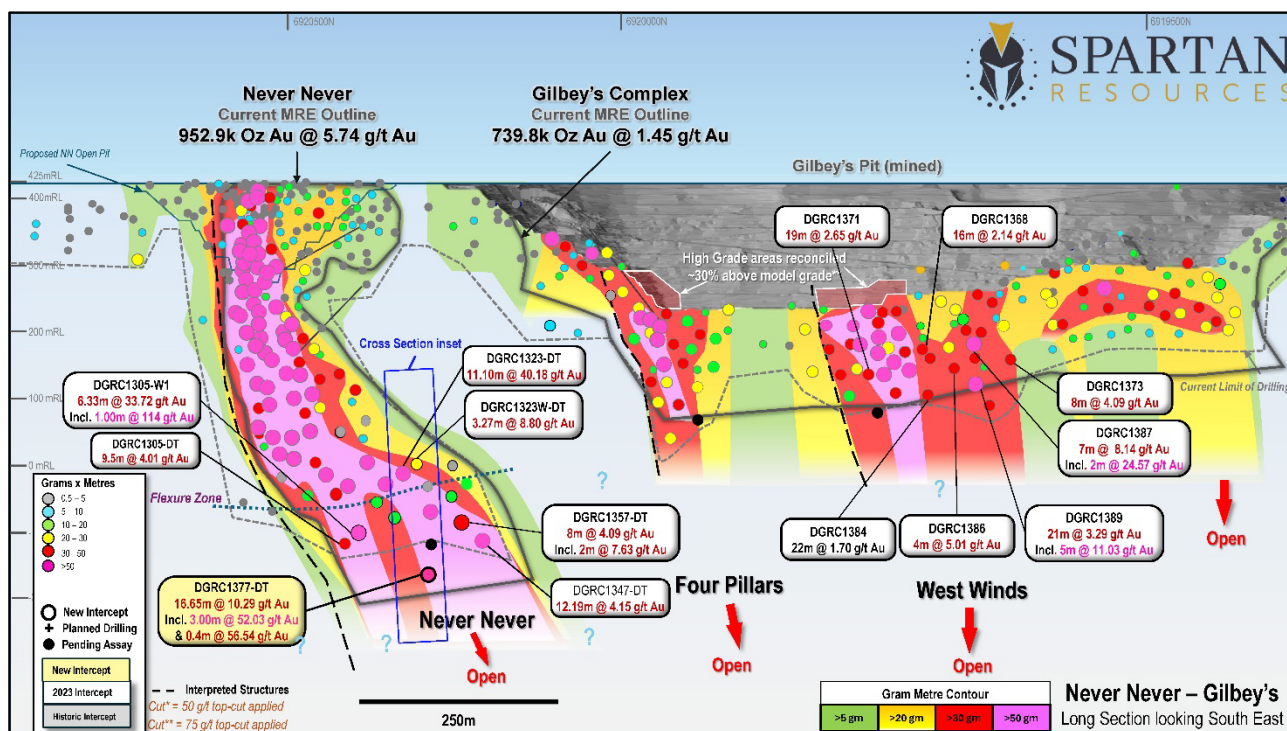 6920500N
6920000N
6919500N
SPARTAN
RESOURCES
Never Never
Current MRE Outline
952.9k Oz Au @ 5.74 g/t Au
Gilbey's Complex
Current MRE Outline
739.8k Oz Au @ 1.45 g/t Au
Proposed NN Open Pit
Gilbey's Pit (mined)
425mRL
400mRL
300mRL
200mRL
100mRL
0 mRL
High Grade areas reconciled
~30% above model grade*
DGRC1371
19m @ 2.65 g/t Au
DGRC1368
16m @ 2.14 g/t Au
Cross Section inset
DGRC1323-DT
11.10m @ 40.18 g/t Au
DGRC1323W-DT
3.27m @ 8.80 g/t Au
DGRC1305-W1
6.33m @ 33.72 g/t Au
Incl. 1.00m @ 114 g/t Au
DGRC1305-DT
9.5m @ 4.01 g/t Au
Current Limit of Drilling
DGRC1373
8m @ 4.09 g/t Au
DGRC1387
7m @ 8.14 g/t Au
Incl. 2m @ 24.57 g/t Au
Flexure Zone
DGRC1357-DT
8m @ 4.09 g/t Au
Incl. 2m @ 7.63 g/t Au
DGRC1384
22m @ 1.70 g/t Au
DGRC1386
4m @ 5.01 g/t Au
DGRC1389
21m @ 3.29 g/t Au
Incl. 5m @ 11.03 g/t Au
DGRC1377-DT
16.65m @ 10.29 g/t Au
Incl. 3.00m @ 52.03 g/t Au
& 0.4m @ 56.54 g/t Au
DGRC1347-DT
12.19m @ 4.15 g/t Au
?
?
?
?
?
?
Never Never
Open
Four Pillars
Open
West Winds
Open
Open
Grams x Metres
0.5 – 5
5 – 10
10 – 20
20 – 30
30 – 50
>50
New Intercept
Planned Drilling
Pending Assay
New Intercept
2023 Intercept
Historic Intercept
Interpreted Structures
Cut* = 50 g/t top-cut applied
Cut** = 75 g/t top-cut applied
250m
Gram Metre Contour
>5 gm
>20 gm
>30 gm
>50 gm
Never Never – Gilbey's
Long Section looking South East